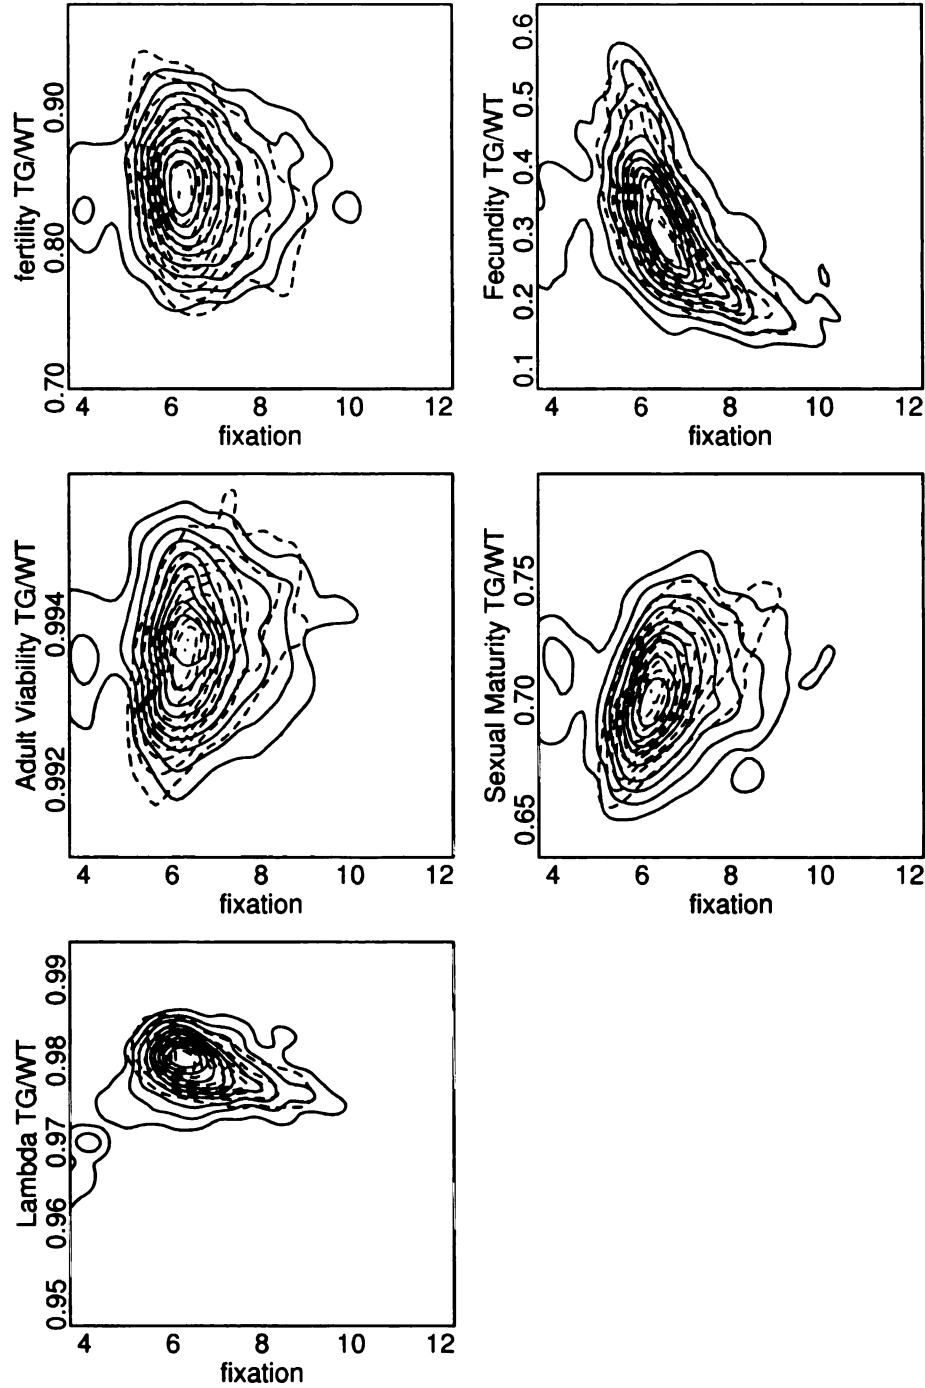 fertility TG/WT
0.90
0.80
0.70
4 6 8 10 12
fixation
Fecundity TG/WT
0.6
0.5
0.4
0.3
0.2
0.1
4 6 8 10 12
fixation
Adult Viability TG/WT
0.994
0.992
4 6 8 10 12
fixation
Sexual Maturity TG/WT
0.75
0.70
0.65
4 6 8 10 12
fixation
Lambda TG/WT
0.99
0.98
0.97
0.96
0.95
4 6 8 10 12
fixation